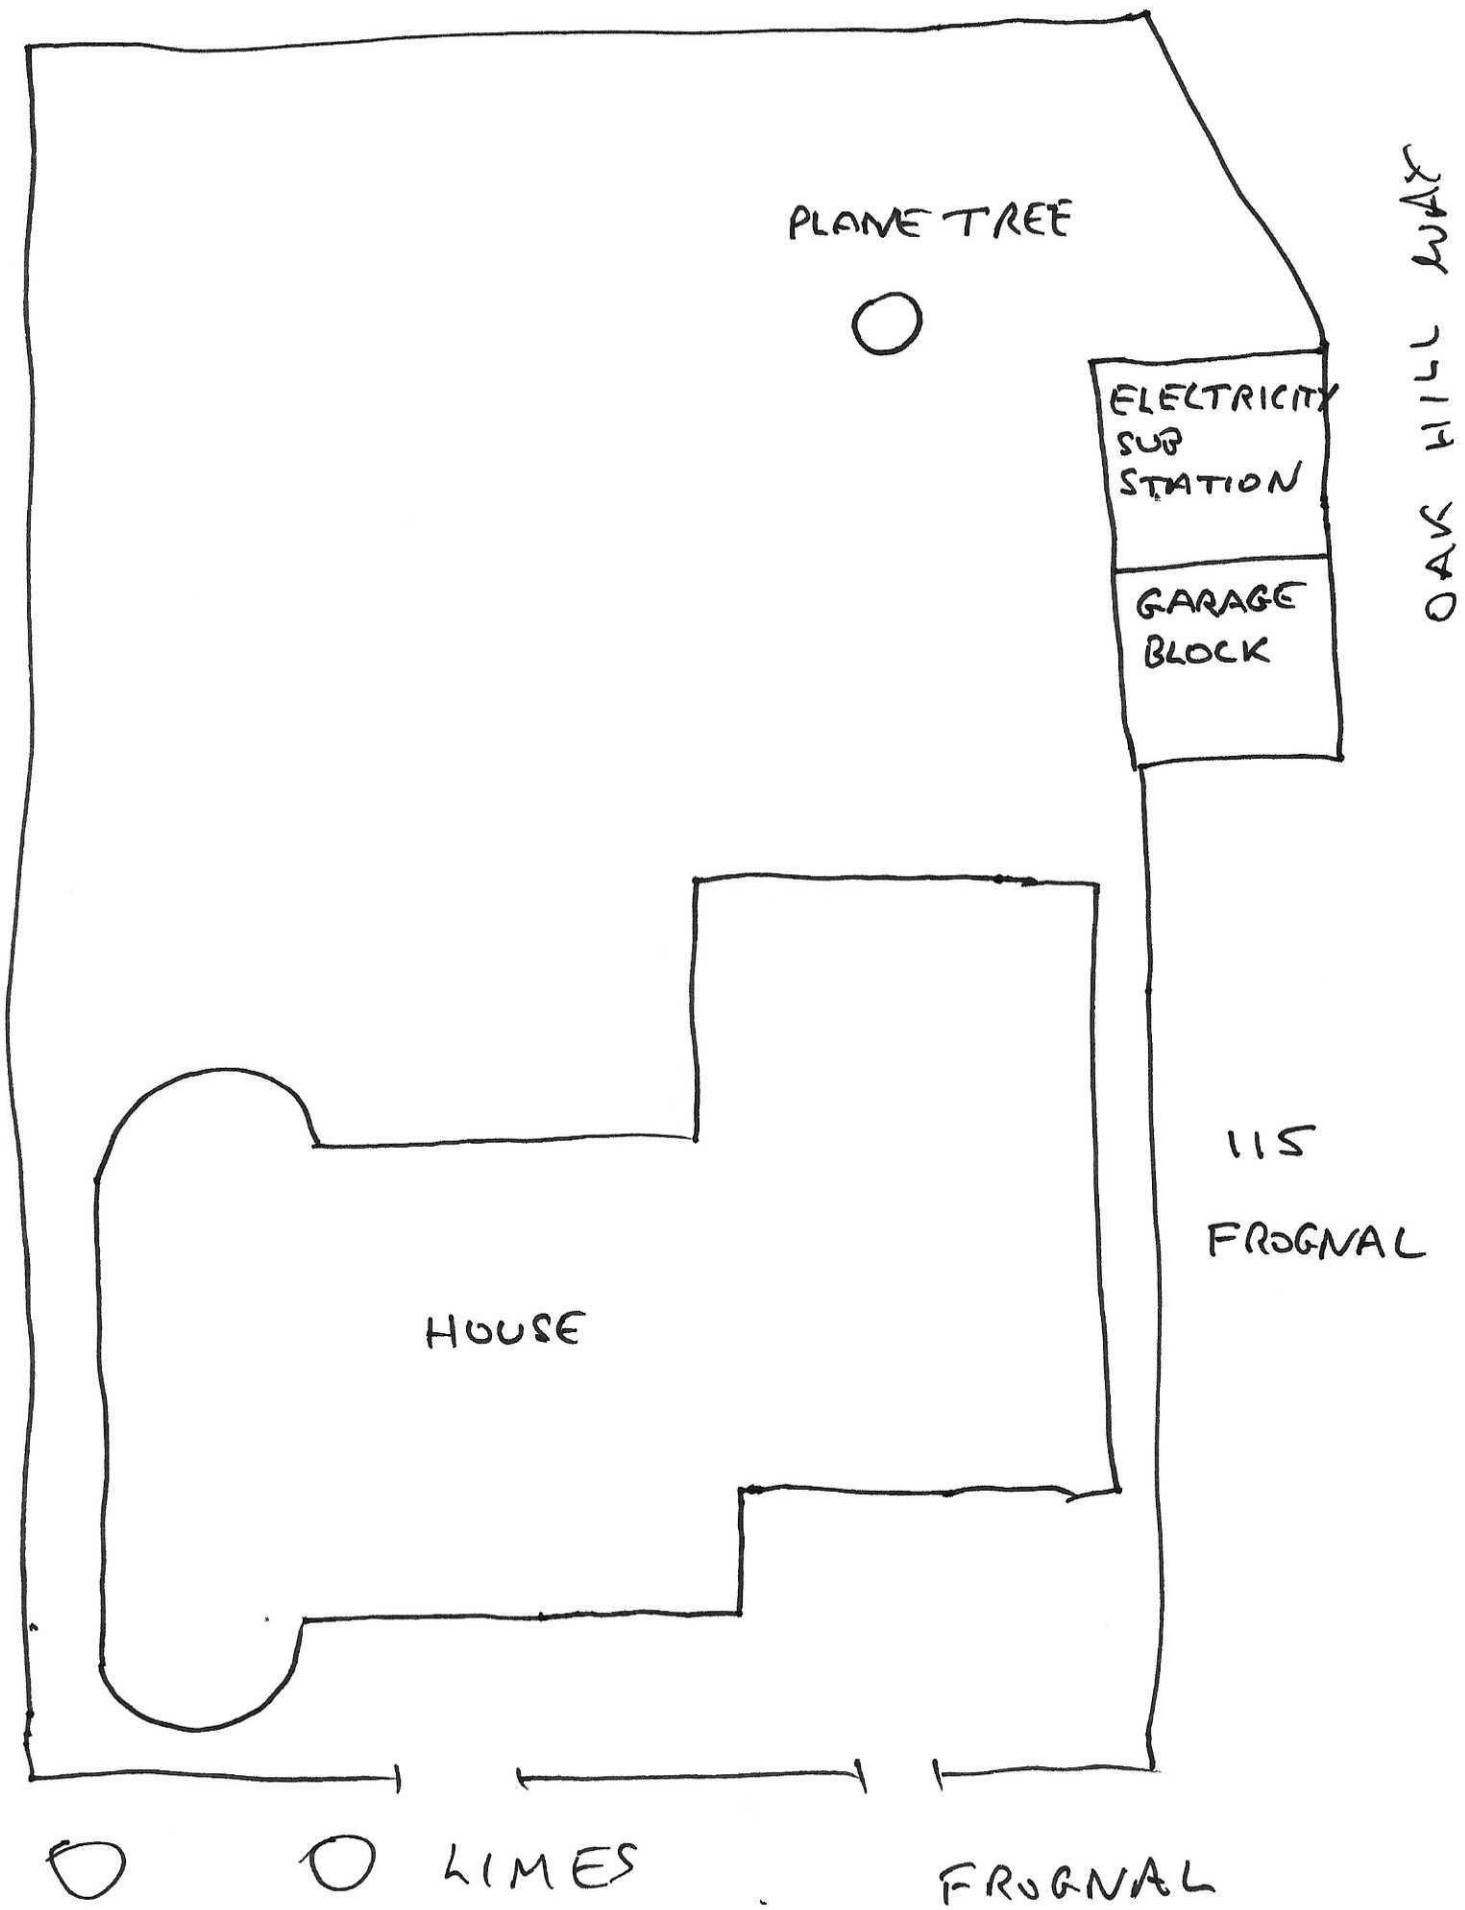 PLANE TREE
OAK HILL WAY
ELECTRICITY
SUB
STATION
GARAGE
BLOCK
115
FROGNAL
HOUSE
LIMES
FROGNAL